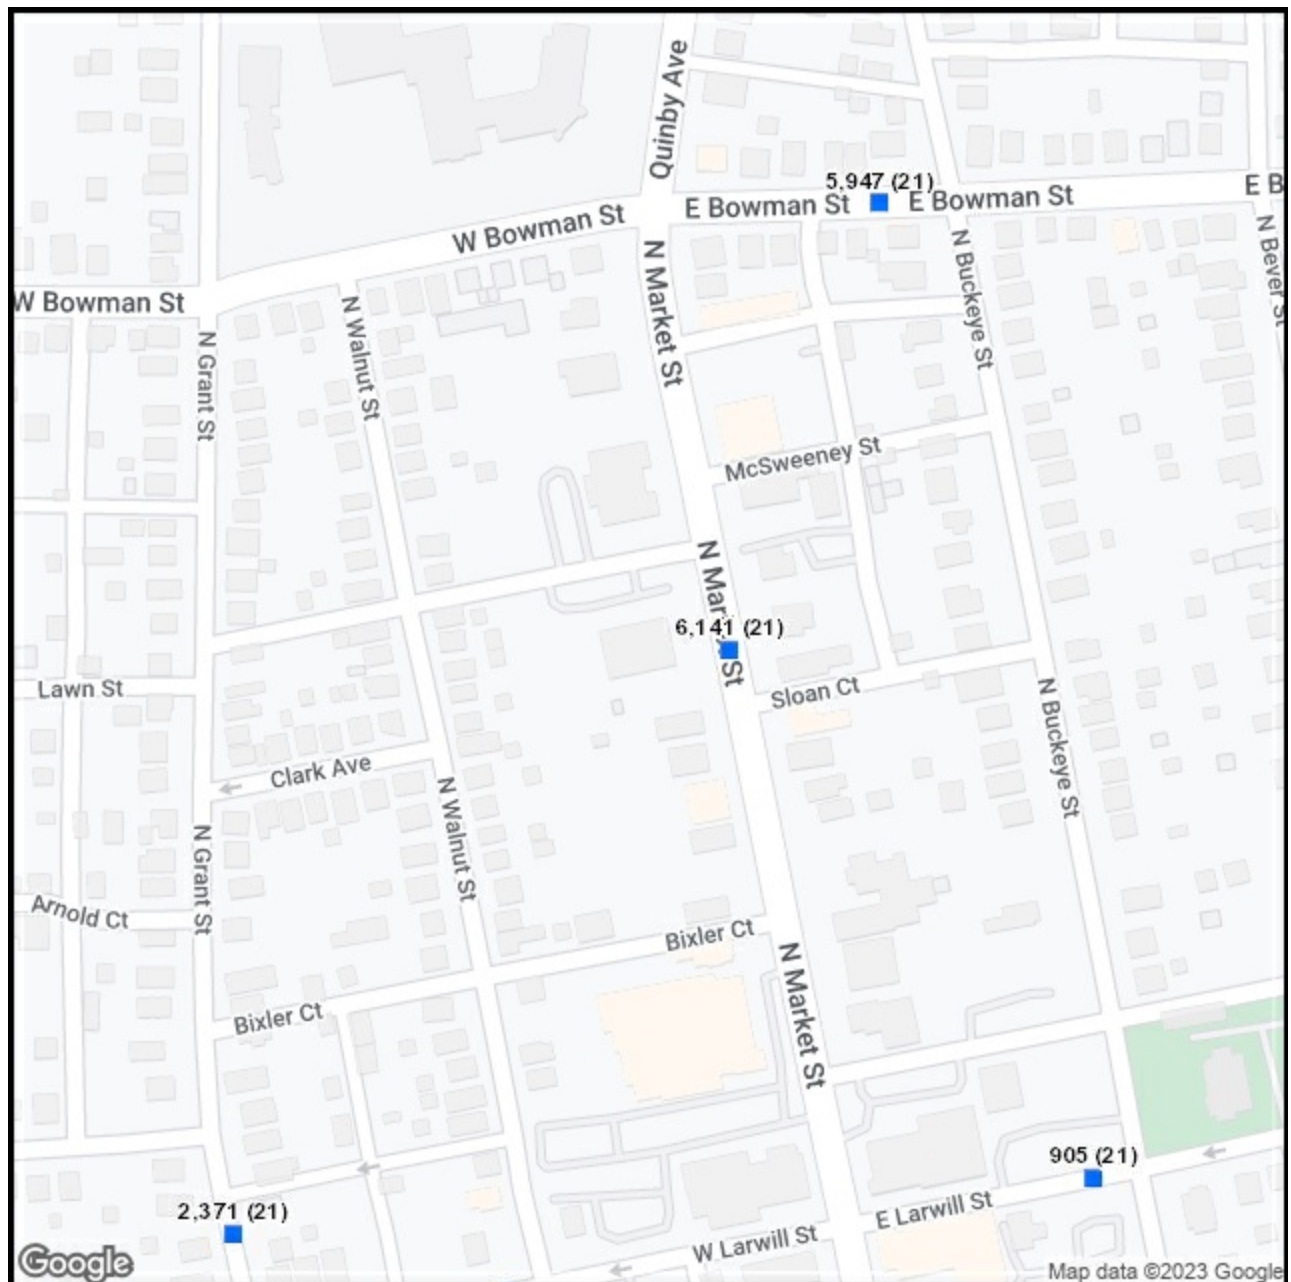 Quinby Ave
5,947 (21)
E Bowman St
E Bowman St
E B
W Bowman St
W Bowman St
N Market St
N Buckeye St
N Bever St
N Walnut St
N Grant St
McSweeney St
N Market St
6,141 (21)
Sloan Ct
Lawn St
N Buckeye St
Clark Ave
N Walnut St
N Grant St
Arnold Ct
Bixler Ct
N Market St
Bixler Ct
905 (21)
2,371 (21)
E Larwill St
W Larwill St
Google
Map data ©2023 Google